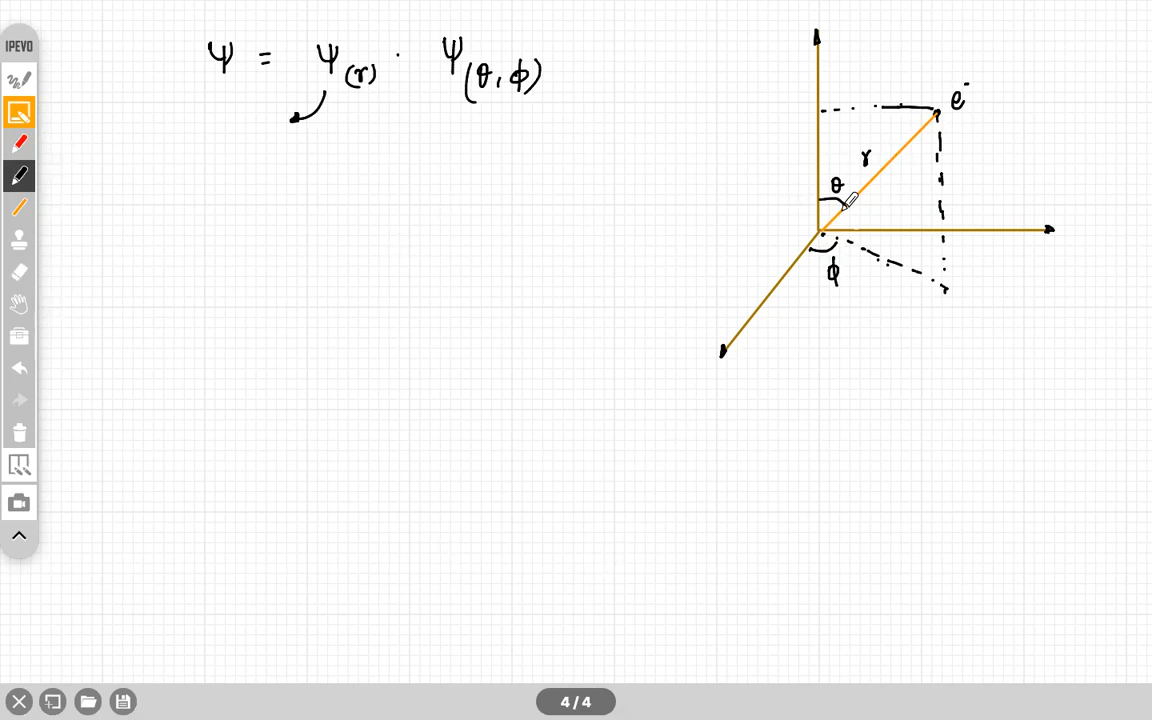 IPEVO
Ψ = Ψ(r) · Ψ(θ, ϕ)
e⁻
r
θ
ϕ
4 / 4